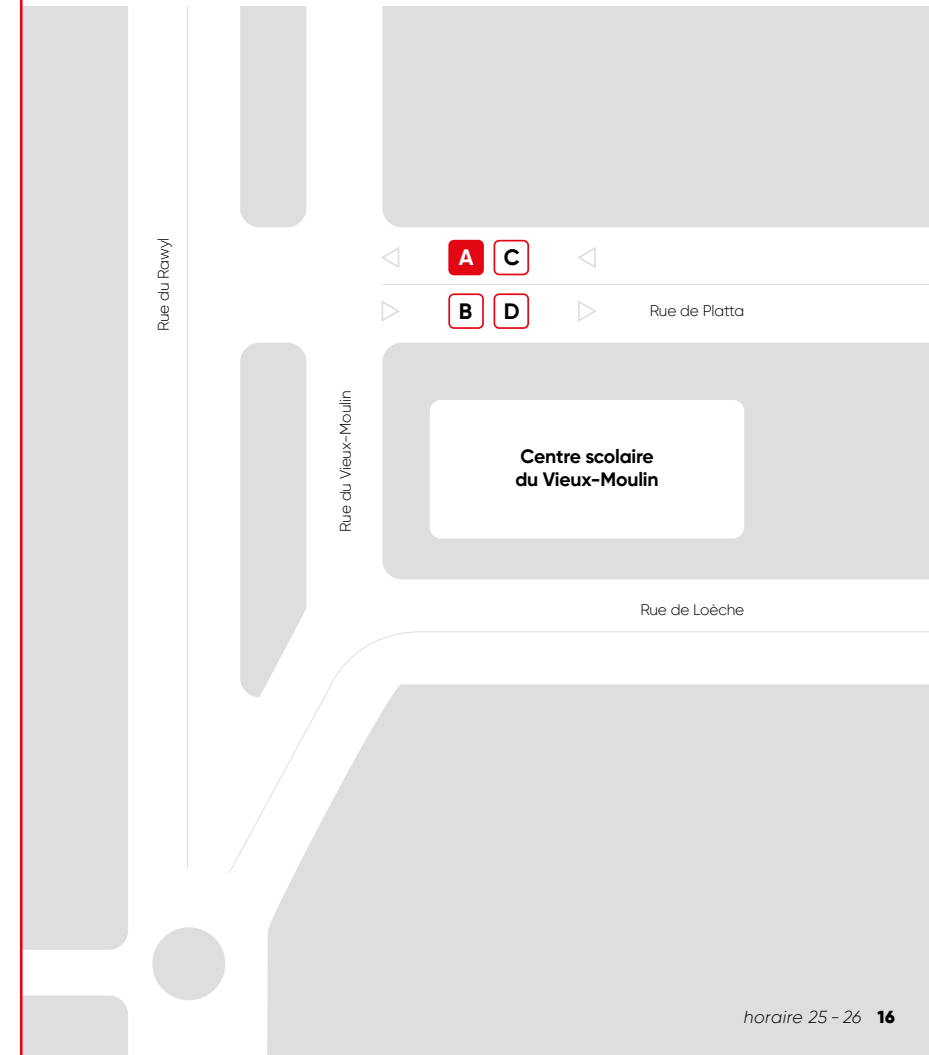 Rue du Rawyl
A C
B D
Rue de Platta
Rue du Vieux-Moulin
Centre scolaire
du Vieux-Moulin
Rue de Loèche
horaire 25 - 26 16